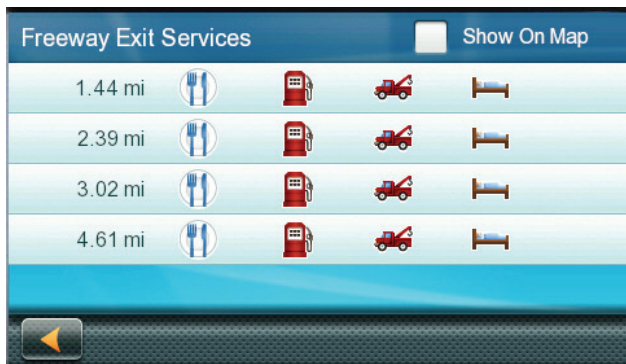 Freeway Exit Services Show On Map
1.44 mi
2.39 mi
3.02 mi
4.61 mi